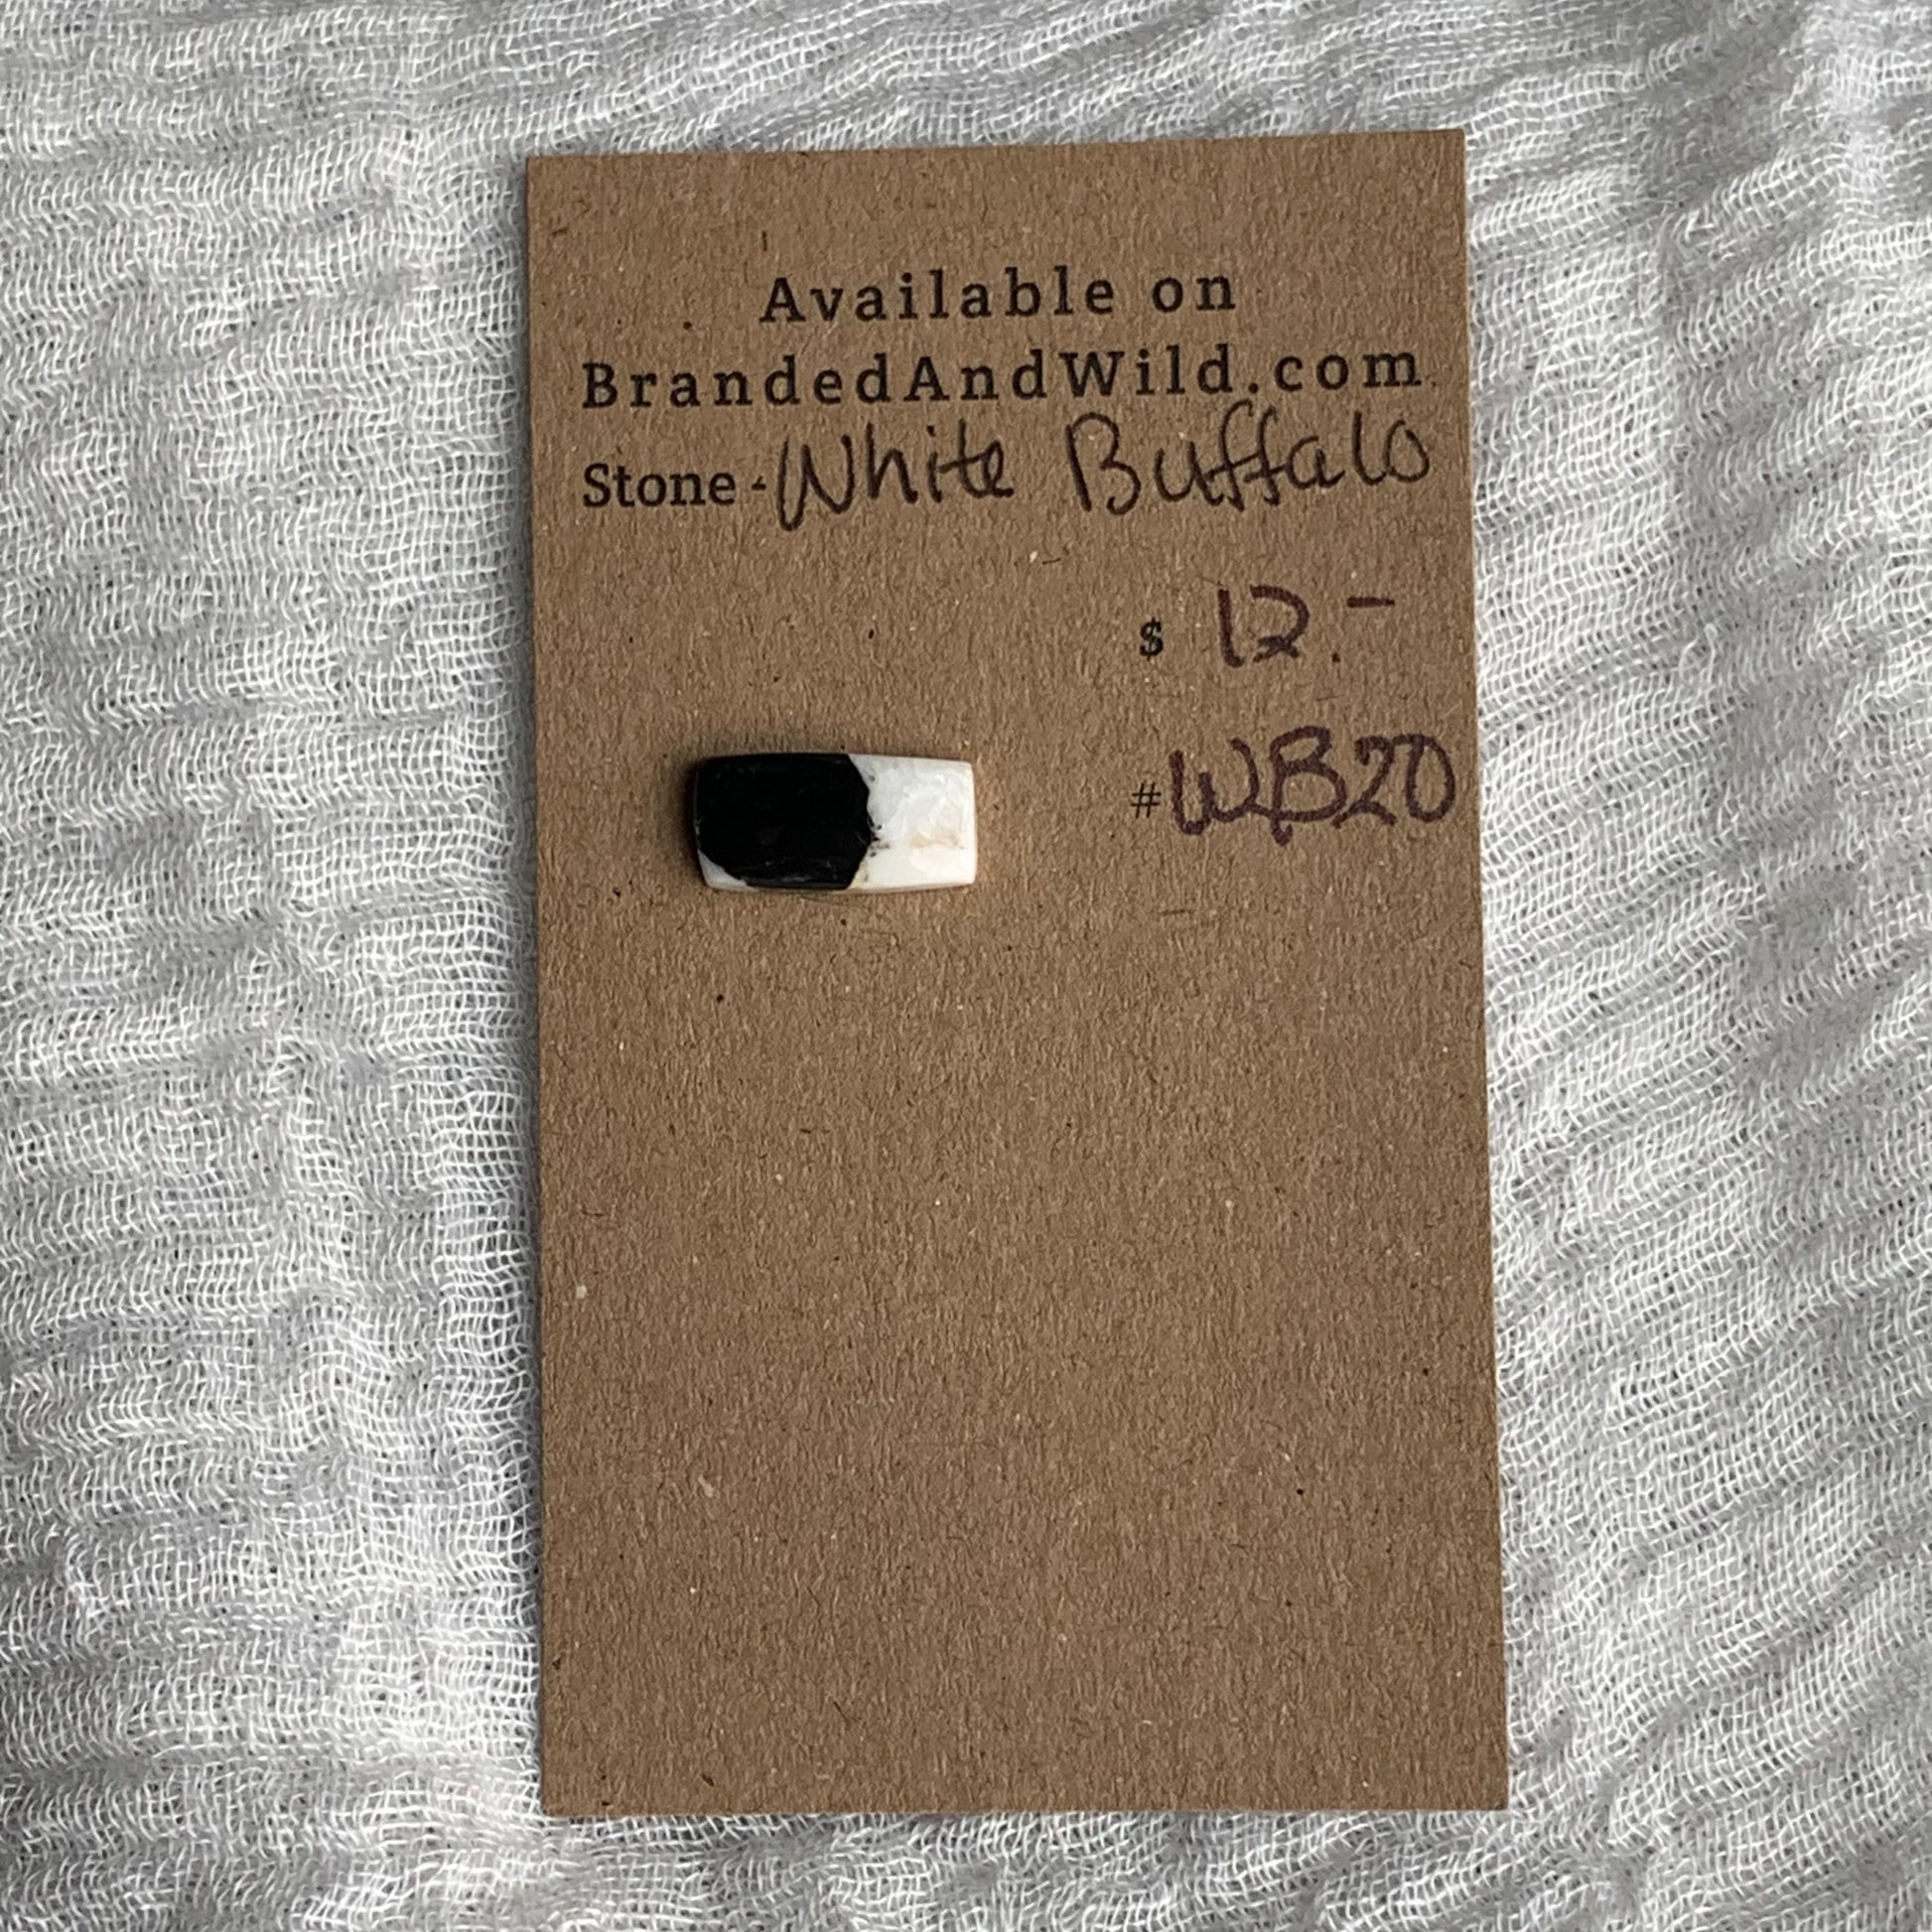 Available on
BrandedAndWild.com
Stone - White Buffalo
$ 12.-
#WB20